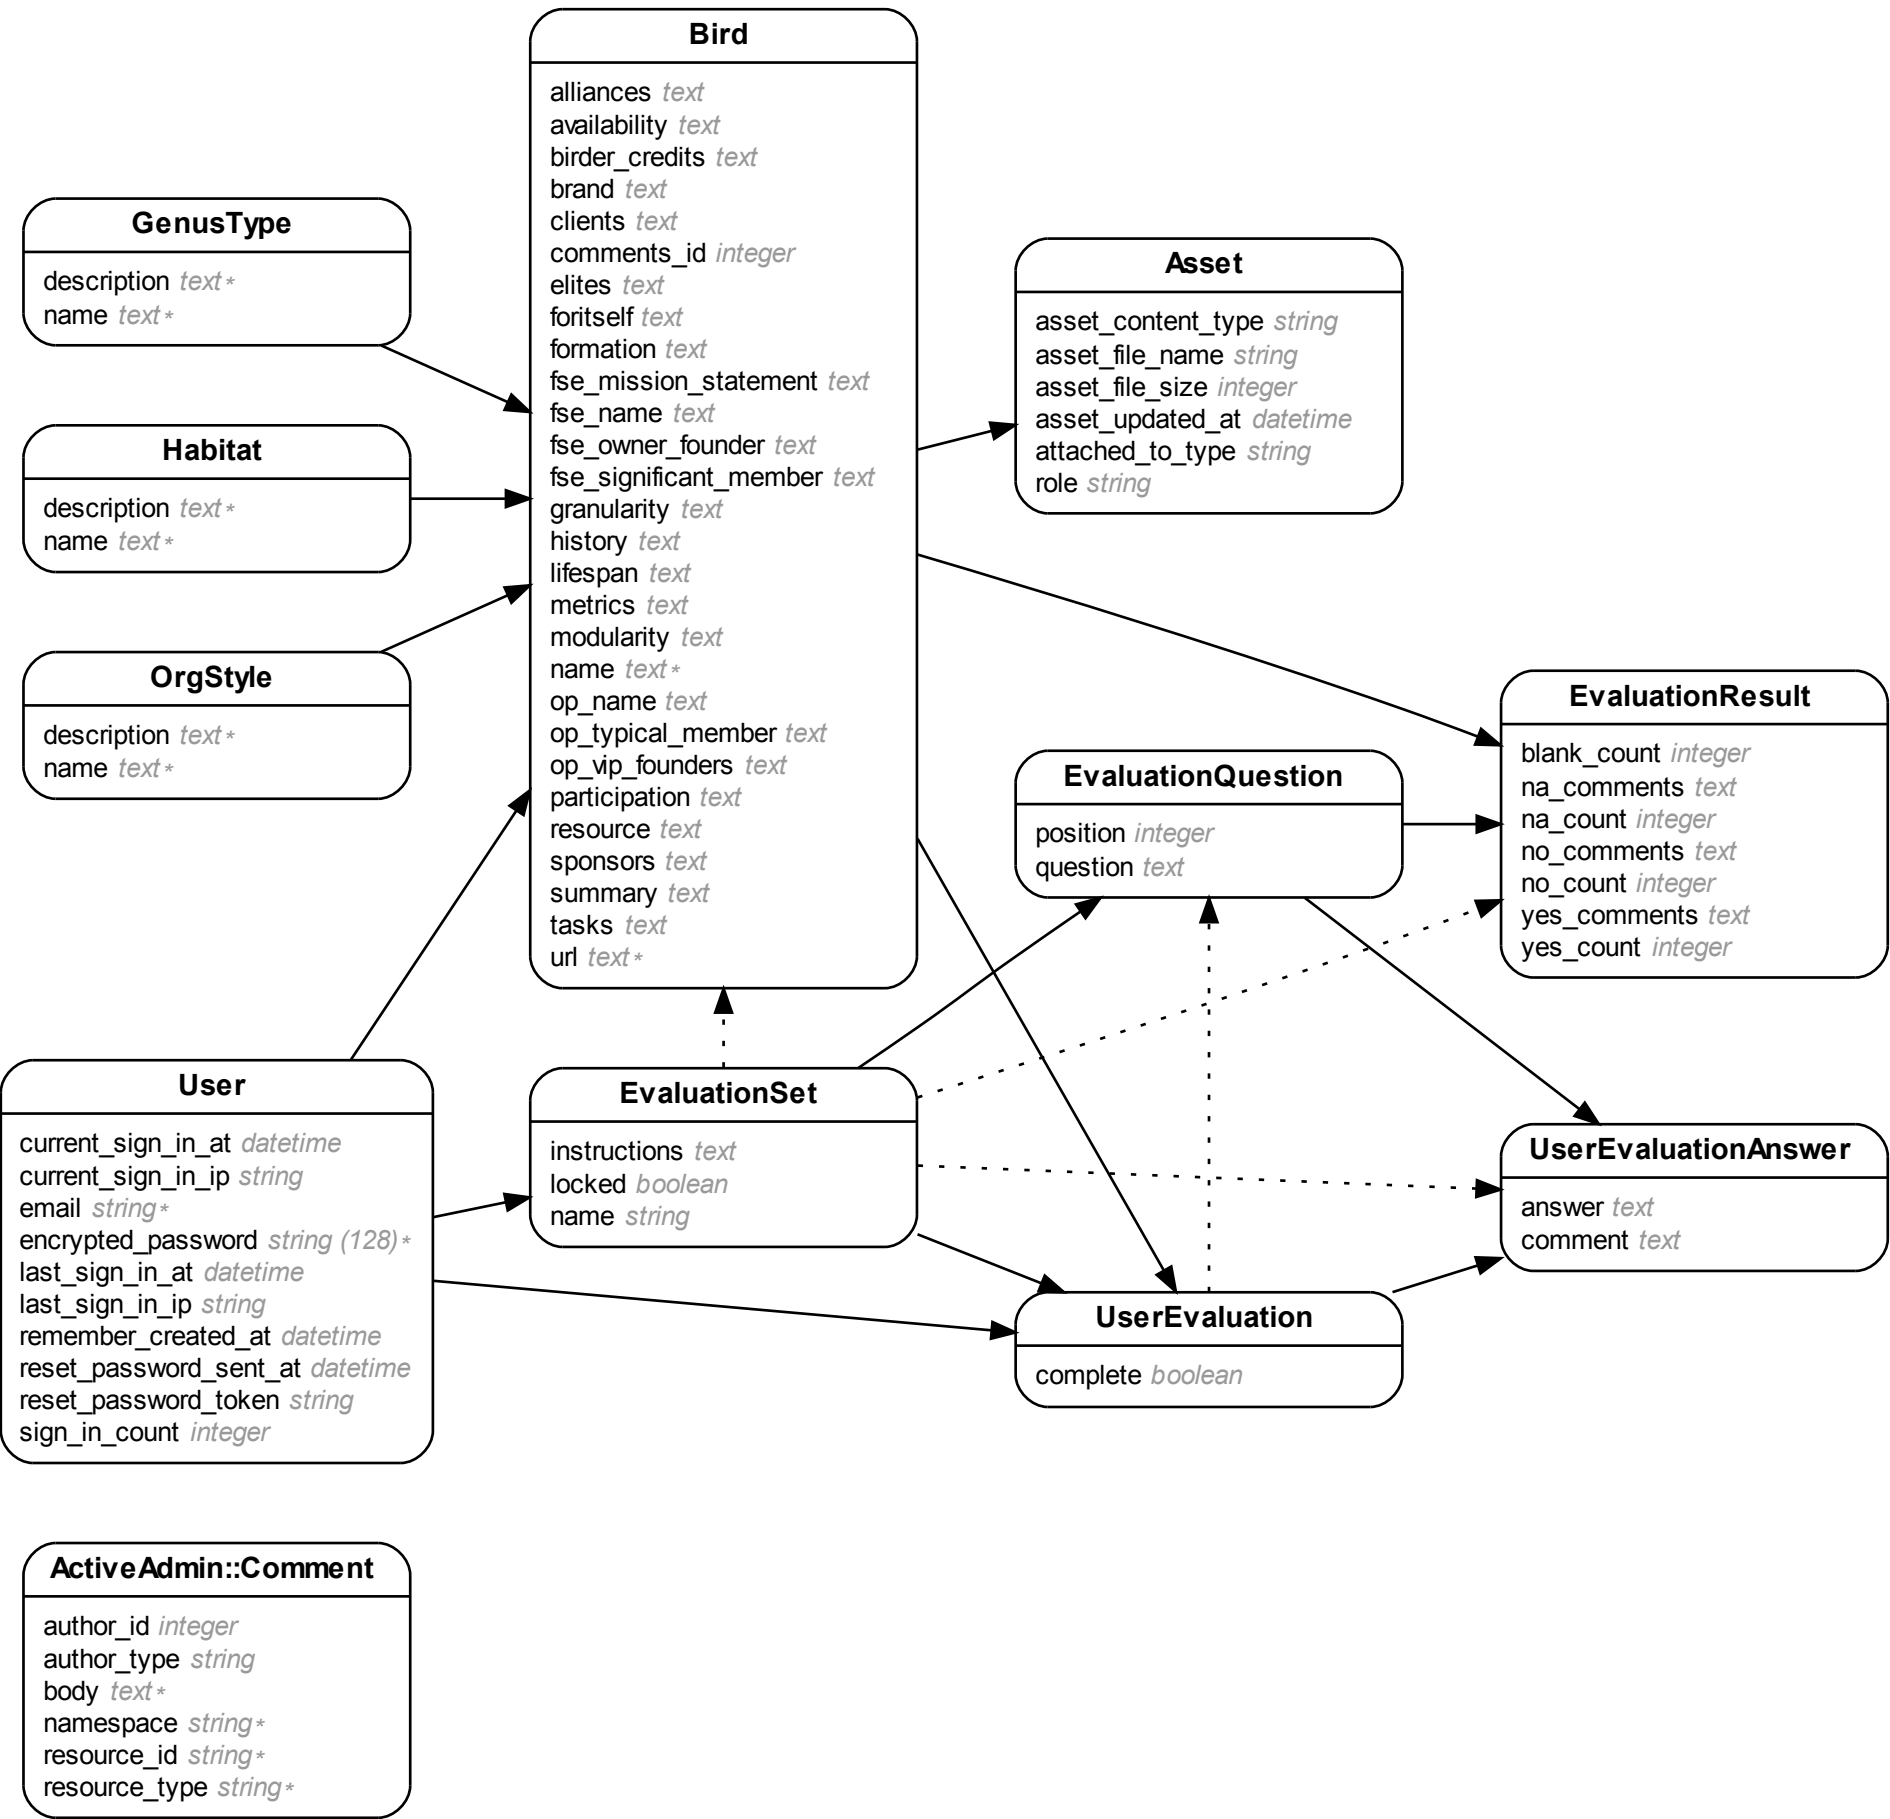 Bird
alliances text
availability text
birder_credits text
brand text
clients text
comments_id integer
elites text
foritself text
formation text
fse_mission_statement text
fse_name text
fse_owner_founder text
fse_significant_member text
granularity text
history text
lifespan text
metrics text
modularity text
name text*
op_name text
op_typical_member text
op_vip_founders text
participation text
resource text
sponsors text
summary text
tasks text
url text*
GenusType
description text*
name text*
Habitat
description text*
name text*
OrgStyle
description text*
name text*
Asset
asset_content_type string
asset_file_name string
asset_file_size integer
asset_updated_at datetime
attached_to_type string
role string
EvaluationResult
blank_count integer
na_comments text
na_count integer
no_comments text
no_count integer
yes_comments text
yes_count integer
EvaluationQuestion
position integer
question text
User
current_sign_in_at datetime
current_sign_in_ip string
email string*
encrypted_password string (128)*
last_sign_in_at datetime
last_sign_in_ip string
remember_created_at datetime
reset_password_sent_at datetime
reset_password_token string
sign_in_count integer
EvaluationSet
instructions text
locked boolean
name string
UserEvaluationAnswer
answer text
comment text
UserEvaluation
complete boolean
ActiveAdmin::Comment
author_id integer
author_type string
body text*
namespace string*
resource_id string*
resource_type string*